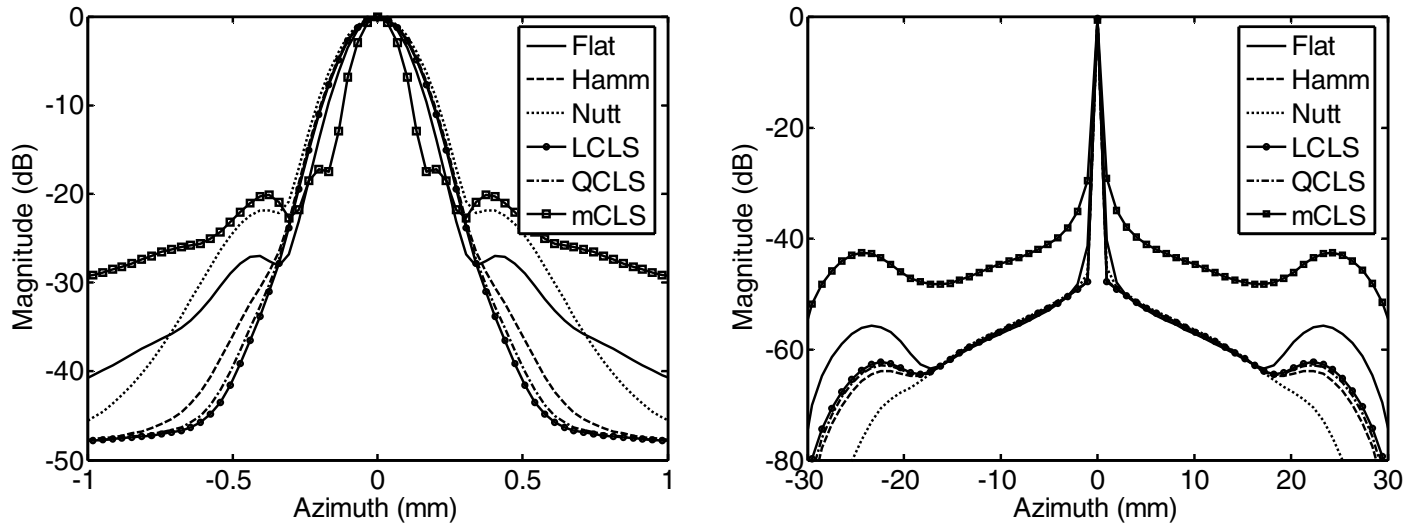 0
-10
-20
-30
-40
-50
-1
-0.5
0
0.5
1
Magnitude (dB)
Azimuth (mm)
Flat
Hamm
Nutt
LCLS
QCLS
mCLS
0
-20
-40
-60
-80
-30
-20
-10
0
10
20
30
Magnitude (dB)
Azimuth (mm)
Flat
Hamm
Nutt
LCLS
QCLS
mCLS